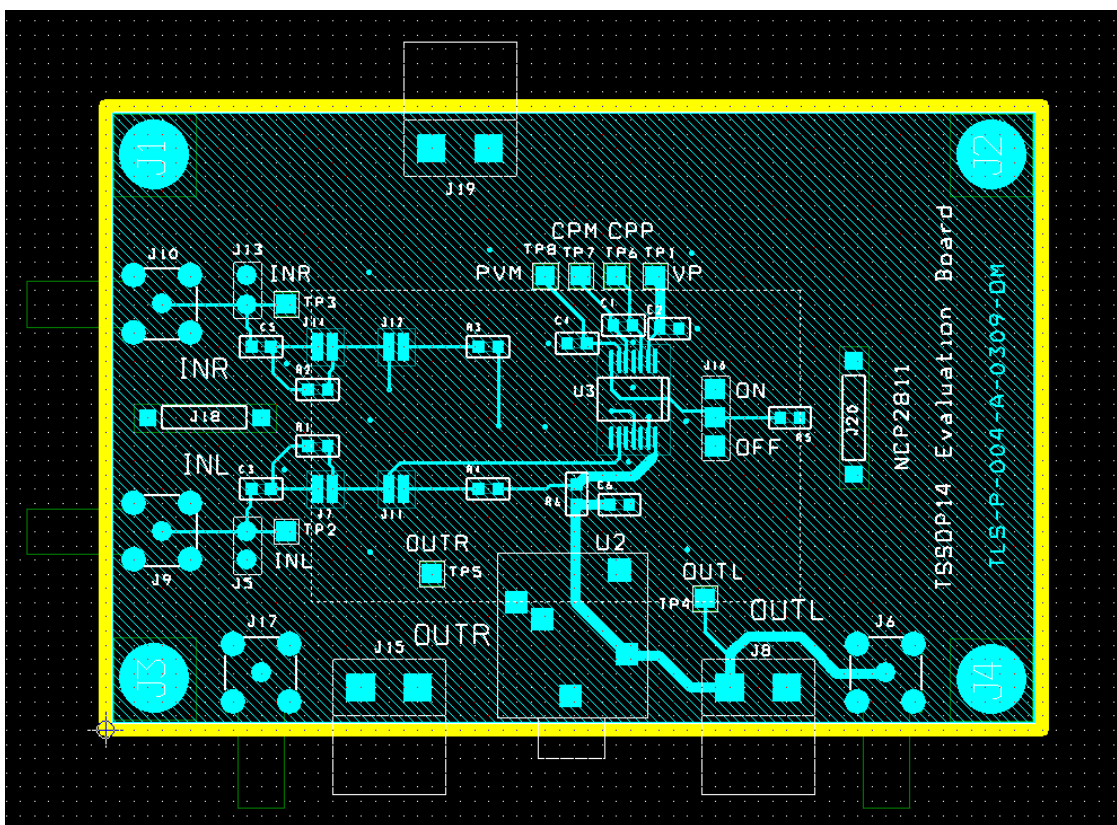 J1
J2
J19
CPM CPP
TP8 TP7 TP6 TP1
PVM
VP
J10
J13
INR
TP3
C5
J14
J12
R3
C4
C1
C2
R2
INR
U3
J16
ON
OFF
R5
J18
J20
NCP2811
TSSOP14 Evaluation Board
TLS-P-004-A-0309-DM
R1
INL
C3
J7
J11
R4
R6
C6
TP2
INL
J9
J5
OUTR
TP5
U2
OUTL
TP4
OUTL
J17
OUTR
J15
J8
J6
J3
J4